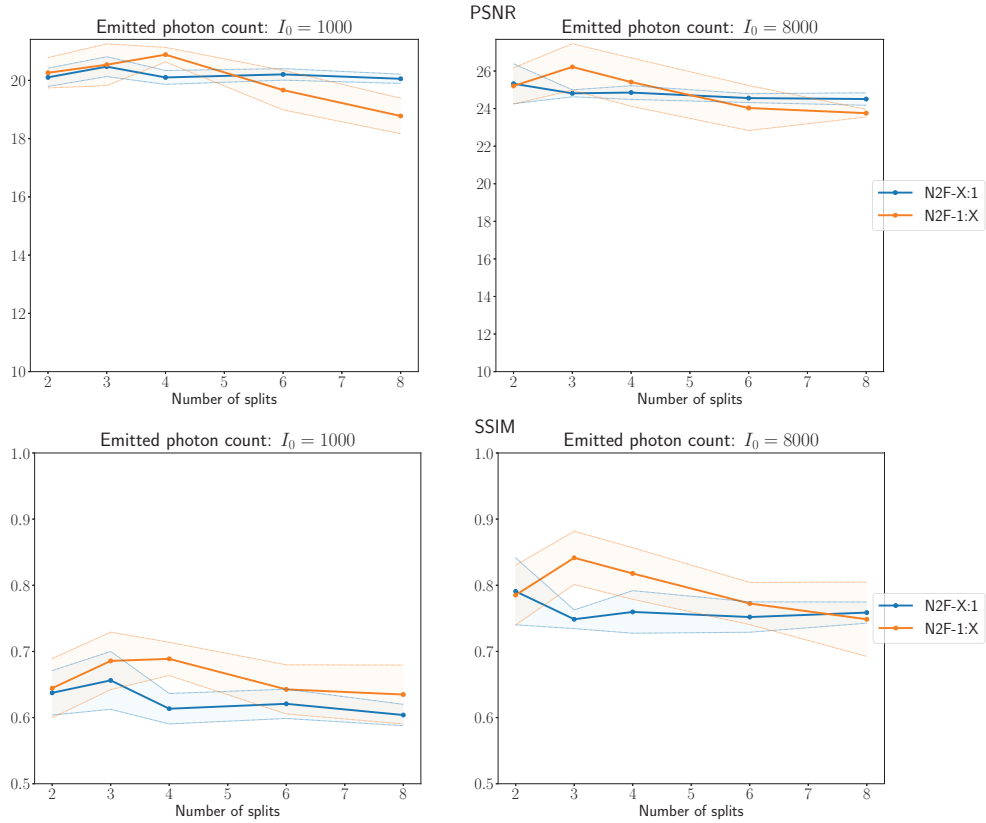 PSNR
Emitted photon count: I₀ = 1000
20
18
16
14
12
10
2 3 4 5 6 7 8
Number of splits
Emitted photon count: I₀ = 8000
26
24
22
20
18
16
14
12
10
2 3 4 5 6 7 8
Number of splits
N2F-X:1
N2F-1:X
SSIM
Emitted photon count: I₀ = 1000
1.0
0.9
0.8
0.7
0.6
0.5
2 3 4 5 6 7 8
Number of splits
Emitted photon count: I₀ = 8000
1.0
0.9
0.8
0.7
0.6
0.5
2 3 4 5 6 7 8
Number of splits
N2F-X:1
N2F-1:X